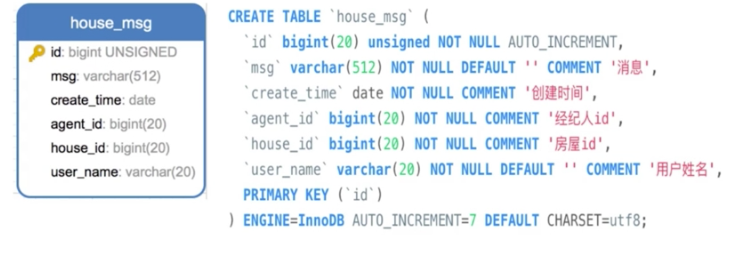 house_msg
id: bigint UNSIGNED
msg: varchar(512)
create_time: date
agent_id: bigint(20)
house_id: bigint(20)
user_name: varchar(20)
CREATE TABLE `house_msg` (
`id` bigint(20) unsigned NOT NULL AUTO_INCREMENT,
`msg` varchar(512) NOT NULL DEFAULT '' COMMENT '消息',
`create_time` date NOT NULL COMMENT '创建时间',
`agent_id` bigint(20) NOT NULL COMMENT '经纪人id',
`house_id` bigint(20) NOT NULL COMMENT '房屋id',
`user_name` varchar(20) NOT NULL DEFAULT '' COMMENT '用户姓名',
PRIMARY KEY (`id`)
) ENGINE=InnoDB AUTO_INCREMENT=7 DEFAULT CHARSET=utf8;